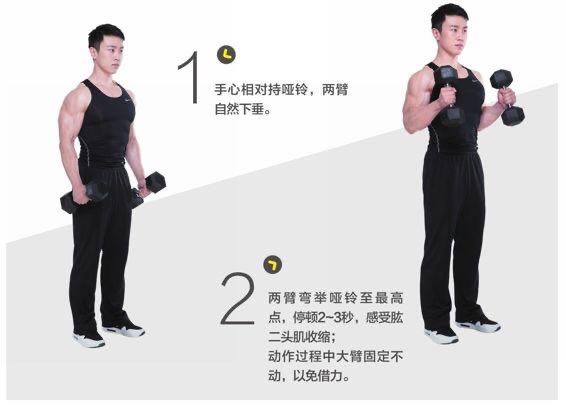 1
手心相对持哑铃，两臂
自然下垂。
2
两臂弯举哑铃至最高
点，停顿2~3秒，感受肱
二头肌收缩；
动作过程中大臂固定不
动，以免借力。